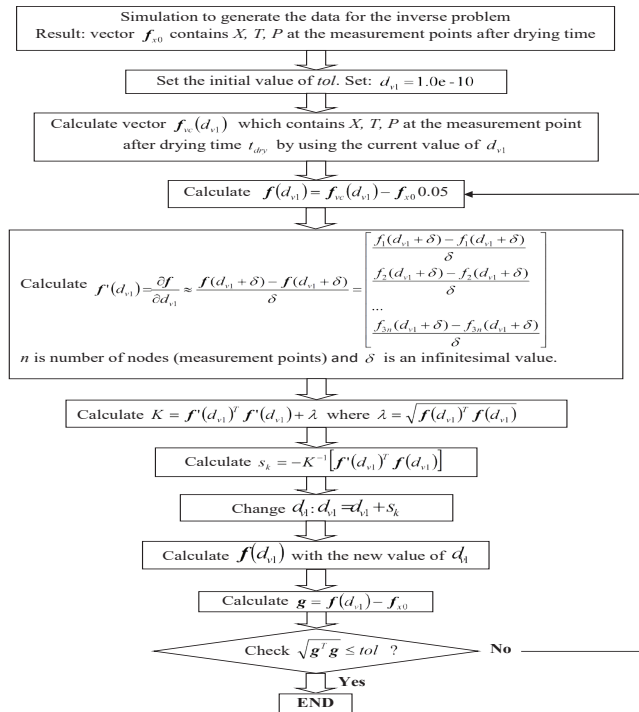 Simulation to generate the data for the inverse problem
Result: vector f_x0 contains X, T, P at the measurement points after drying time
Set the initial value of tol. Set: d_v1 = 1.0e - 10
Calculate vector f_vc(d_v1) which contains X, T, P at the measurement point
after drying time t_dry by using the current value of d_v1
Calculate f(d_v1) = f_vc(d_v1) − f_x0 0.05
Calculate f'(d_v1) = ∂f/∂d_v1 ≈ (f(d_v1 + δ) − f(d_v1 + δ))/δ = [ (f_1(d_v1 + δ) − f_1(d_v1 + δ))/δ
(f_2(d_v1 + δ) − f_2(d_v1 + δ))/δ
...
(f_3n(d_v1 + δ) − f_3n(d_v1 + δ))/δ ]
n is number of nodes (measurement points) and δ is an infinitesimal value.
Calculate K = f'(d_v1)^T f'(d_v1) + λ where λ = √(f(d_v1)^T f(d_v1))
Calculate s_k = −K^−1 [f'(d_v1)^T f(d_v1)]
Change d_v1: d_v1 = d_v1 + s_k
Calculate f(d_v1) with the new value of d_v1
Calculate g = f(d_v1) − f_x0
Check √(g^T g) ≤ tol ?
No
Yes
END